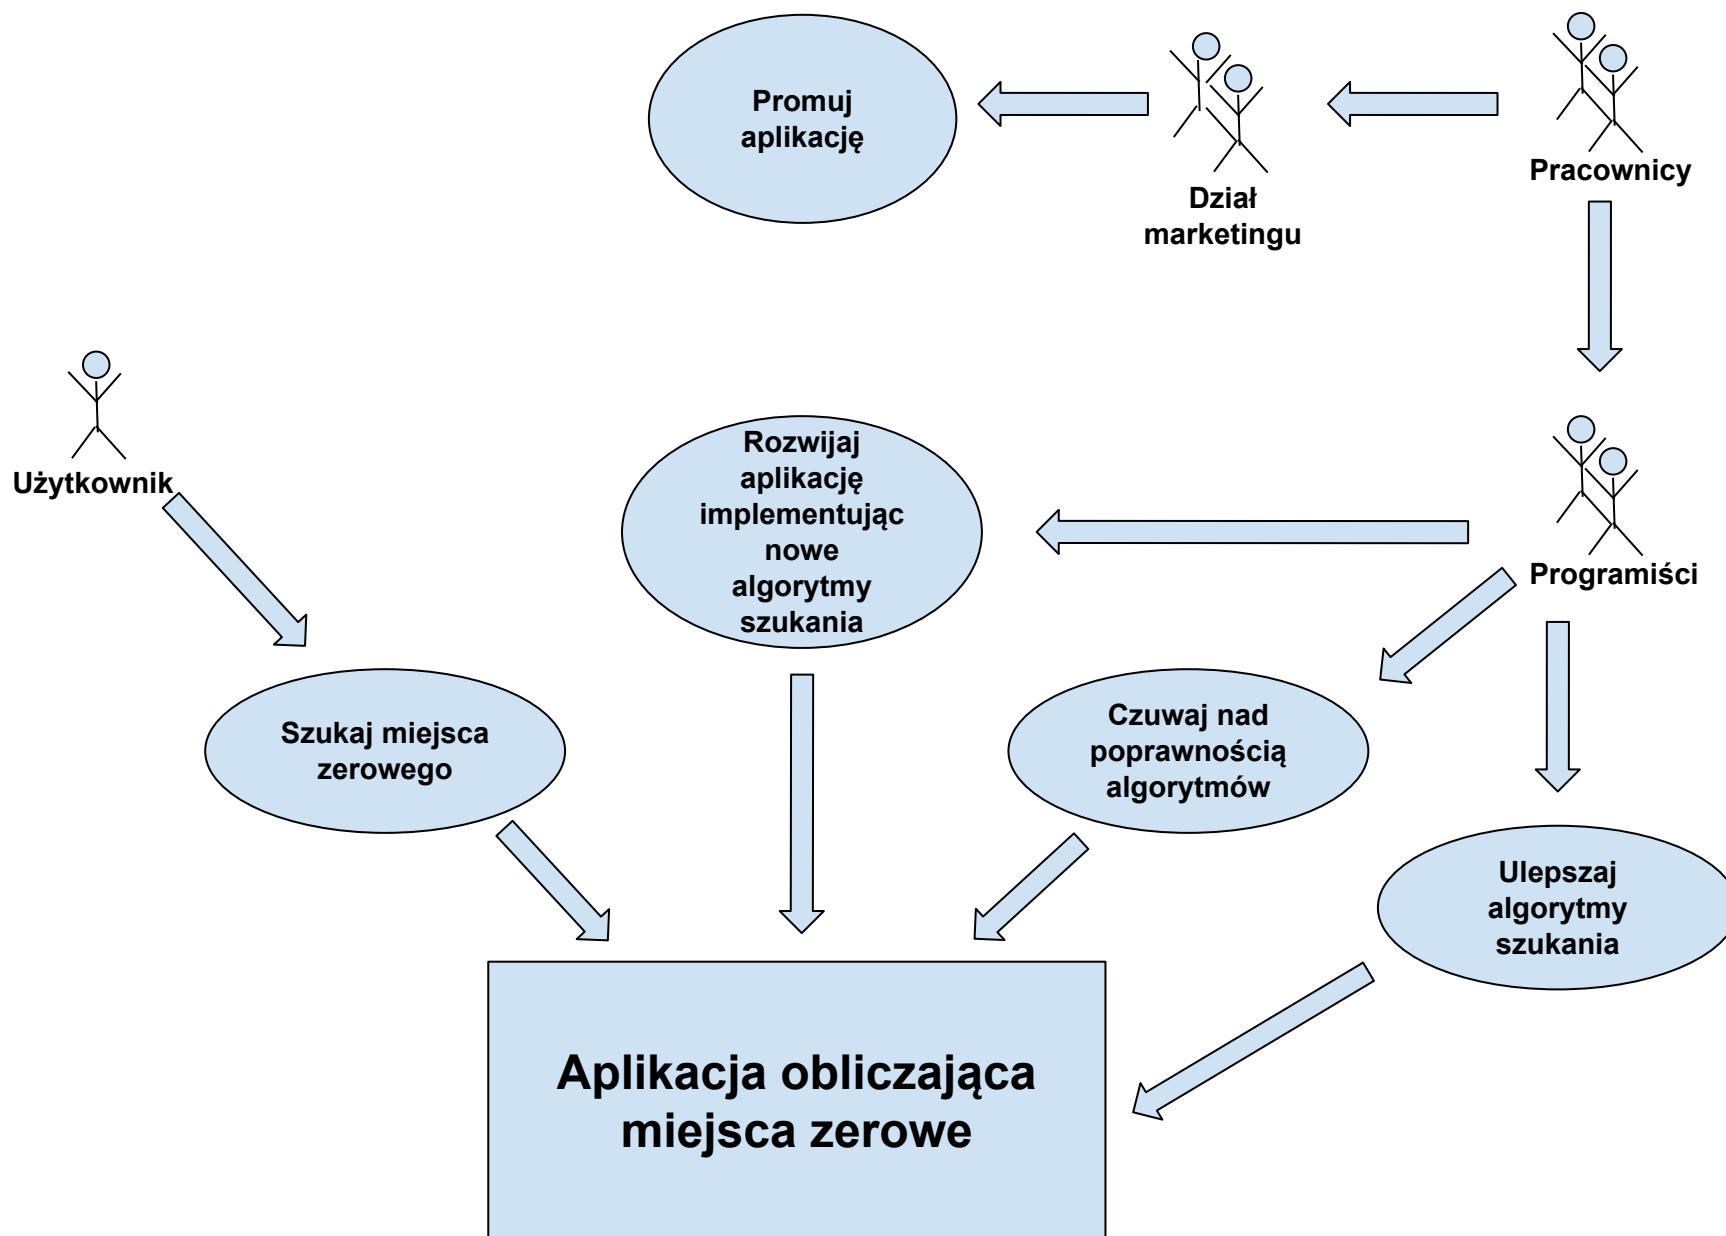 Promuj
aplikację
Dział
marketingu
Pracownicy
Użytkownik
Rozwijaj
aplikację
implementując
nowe
algorytmy
szukania
Programiści
Szukaj miejsca
zerowego
Czuwaj nad
poprawnością
algorytmów
Ulepszaj
algorytmy
szukania
Aplikacja obliczająca
miejsca zerowe